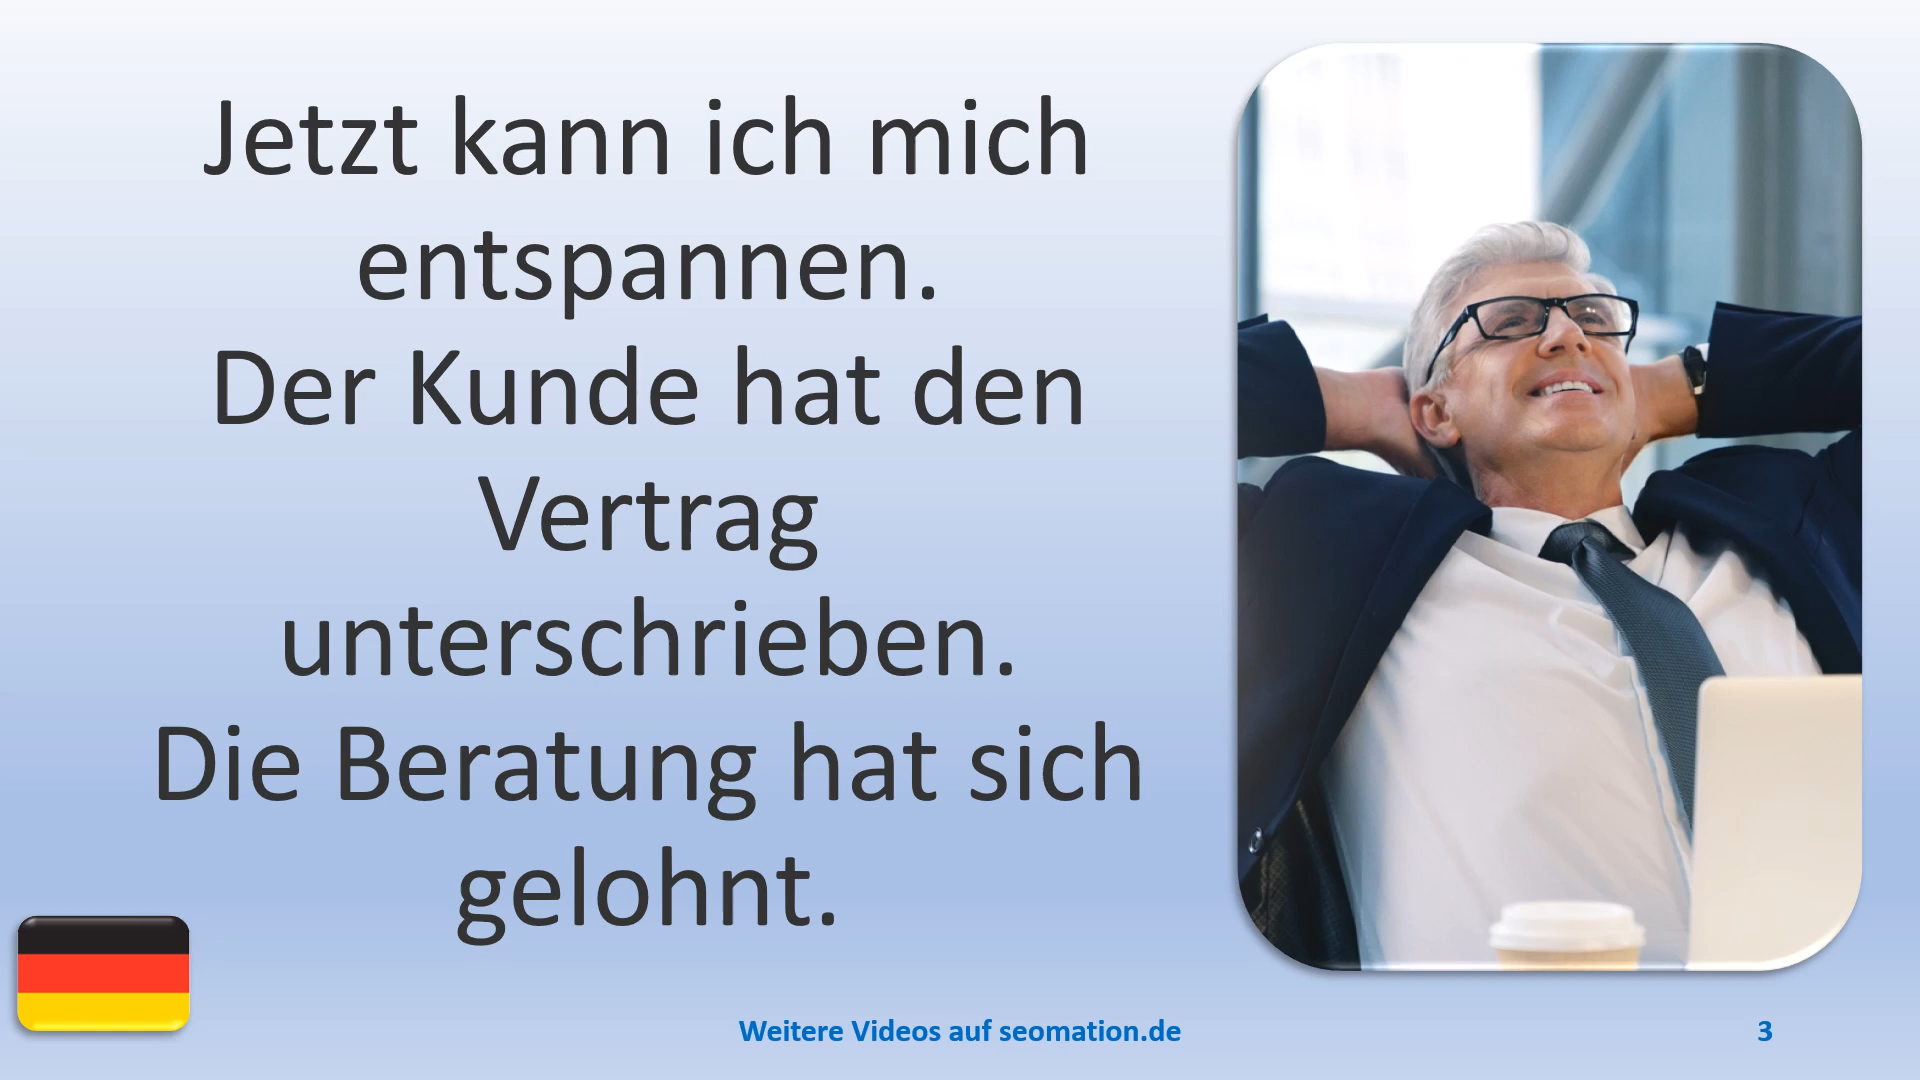 Jetzt kann ich mich
entspannen.
Der Kunde hat den
Vertrag
unterschrieben.
Die Beratung hat sich
gelohnt.
Weitere Videos auf seomation.de
3